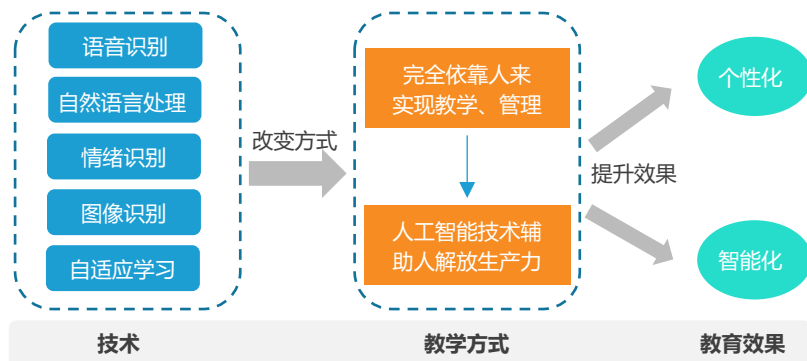 语音识别
自然语言处理
情绪识别
图像识别
自适应学习
改变方式
完全依靠人来
实现教学、管理
人工智能技术辅
助人解放生产力
提升效果
个性化
智能化
技术
教学方式
教育效果